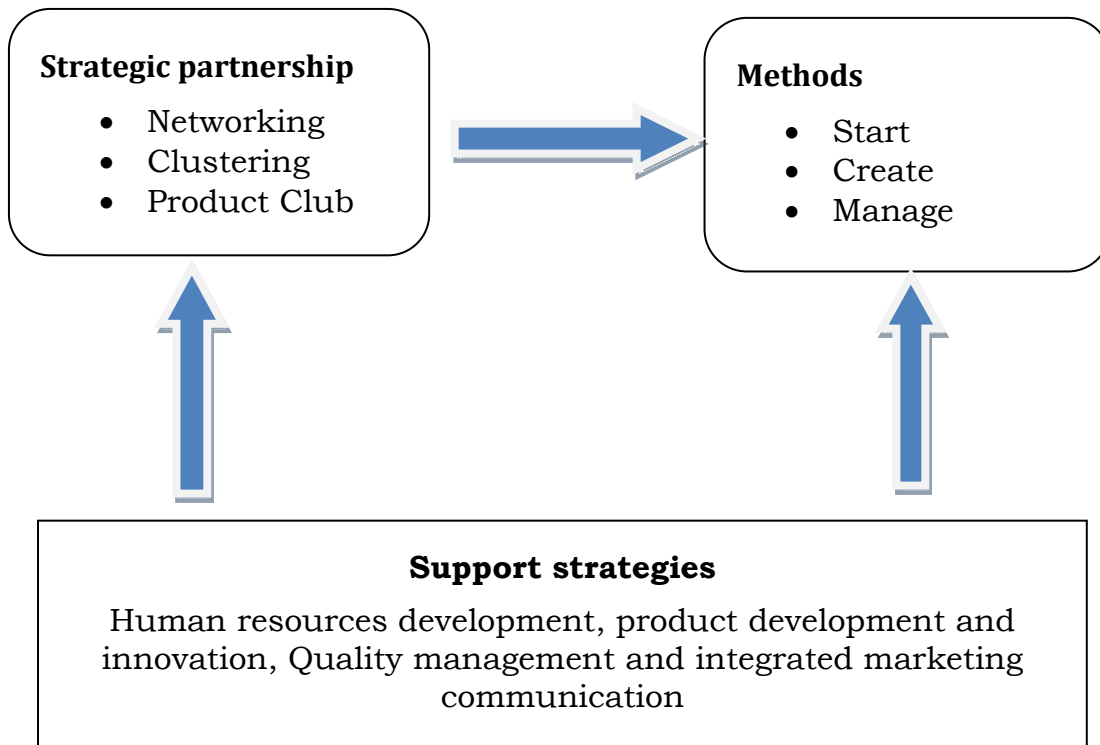 Strategic partnership
• Networking
• Clustering
• Product Club
Methods
• Start
• Create
• Manage
Support strategies
Human resources development, product development and
innovation, Quality management and integrated marketing
communication